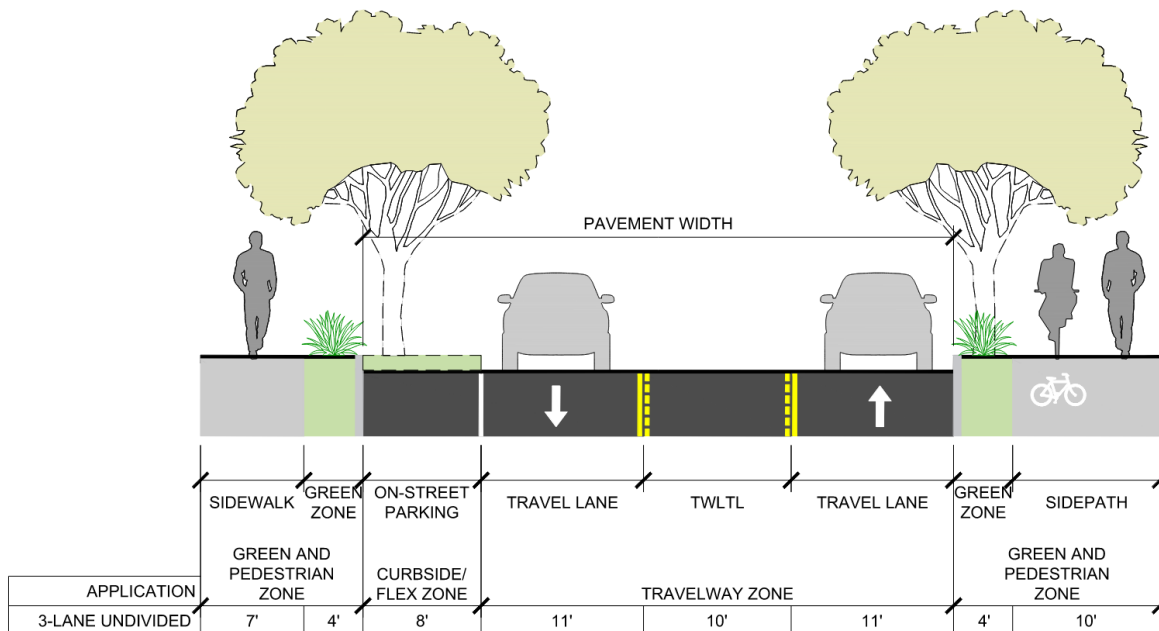 PAVEMENT WIDTH
SIDEWALK
GREEN
ZONE
ON-STREET
PARKING
TRAVEL LANE
TWLTL
TRAVEL LANE
GREEN
ZONE
SIDEPATH
GREEN AND
PEDESTRIAN
ZONE
CURBSIDE/
FLEX ZONE
TRAVELWAY ZONE
GREEN AND
PEDESTRIAN
ZONE
APPLICATION
3-LANE UNDIVIDED 7' 4' 8' 11' 10' 11' 4' 10'